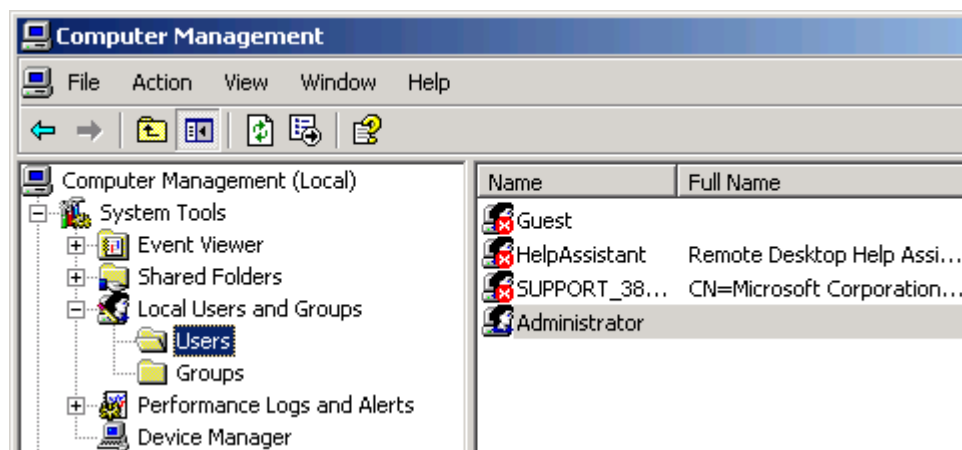 Computer Management
File Action View Window Help
Computer Management (Local)
System Tools
Event Viewer
Shared Folders
Local Users and Groups
Users
Groups
Performance Logs and Alerts
Device Manager
Name Full Name
Guest
HelpAssistant Remote Desktop Help Assi...
SUPPORT_38... CN=Microsoft Corporation...
Administrator